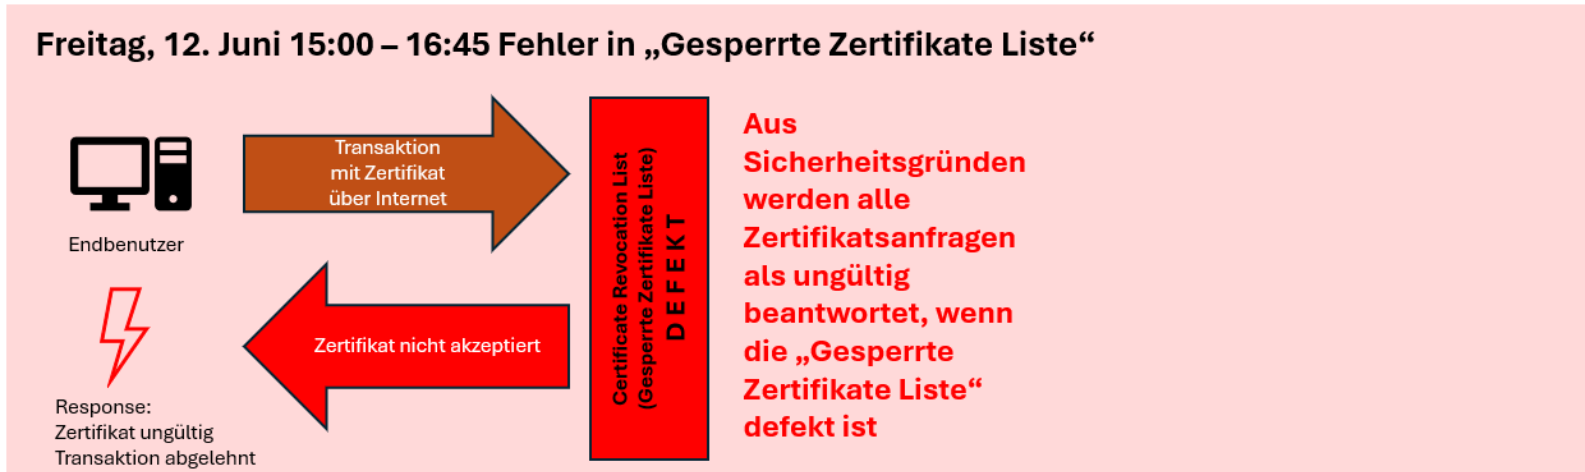 Freitag, 12. Juni 15:00 – 16:45 Fehler in „Gesperrte Zertifikate Liste“
Transaktion
mit Zertifikat
über Internet
Endbenutzer
Zertifikat nicht akzeptiert
Response:
Zertifikat ungültig
Transaktion abgelehnt
Certificate Revocation List
(Gesperrte Zertifikate Liste)
D E F E K T
Aus
Sicherheitsgründen
werden alle
Zertifikatsanfragen
als ungültig
beantwortet, wenn
die „Gesperrte
Zertifikate Liste“
defekt ist